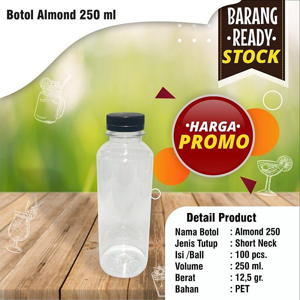 Botol Almond 250 ml
BARANG
READY
STOCK
HARGA
PROMO
Detail Product
Nama Botol : Almond 250
Jenis Tutup : Short Neck
Isi /Ball : 100 pcs.
Volume : 250 ml.
Berat : 12,5 gr.
Bahan : PET